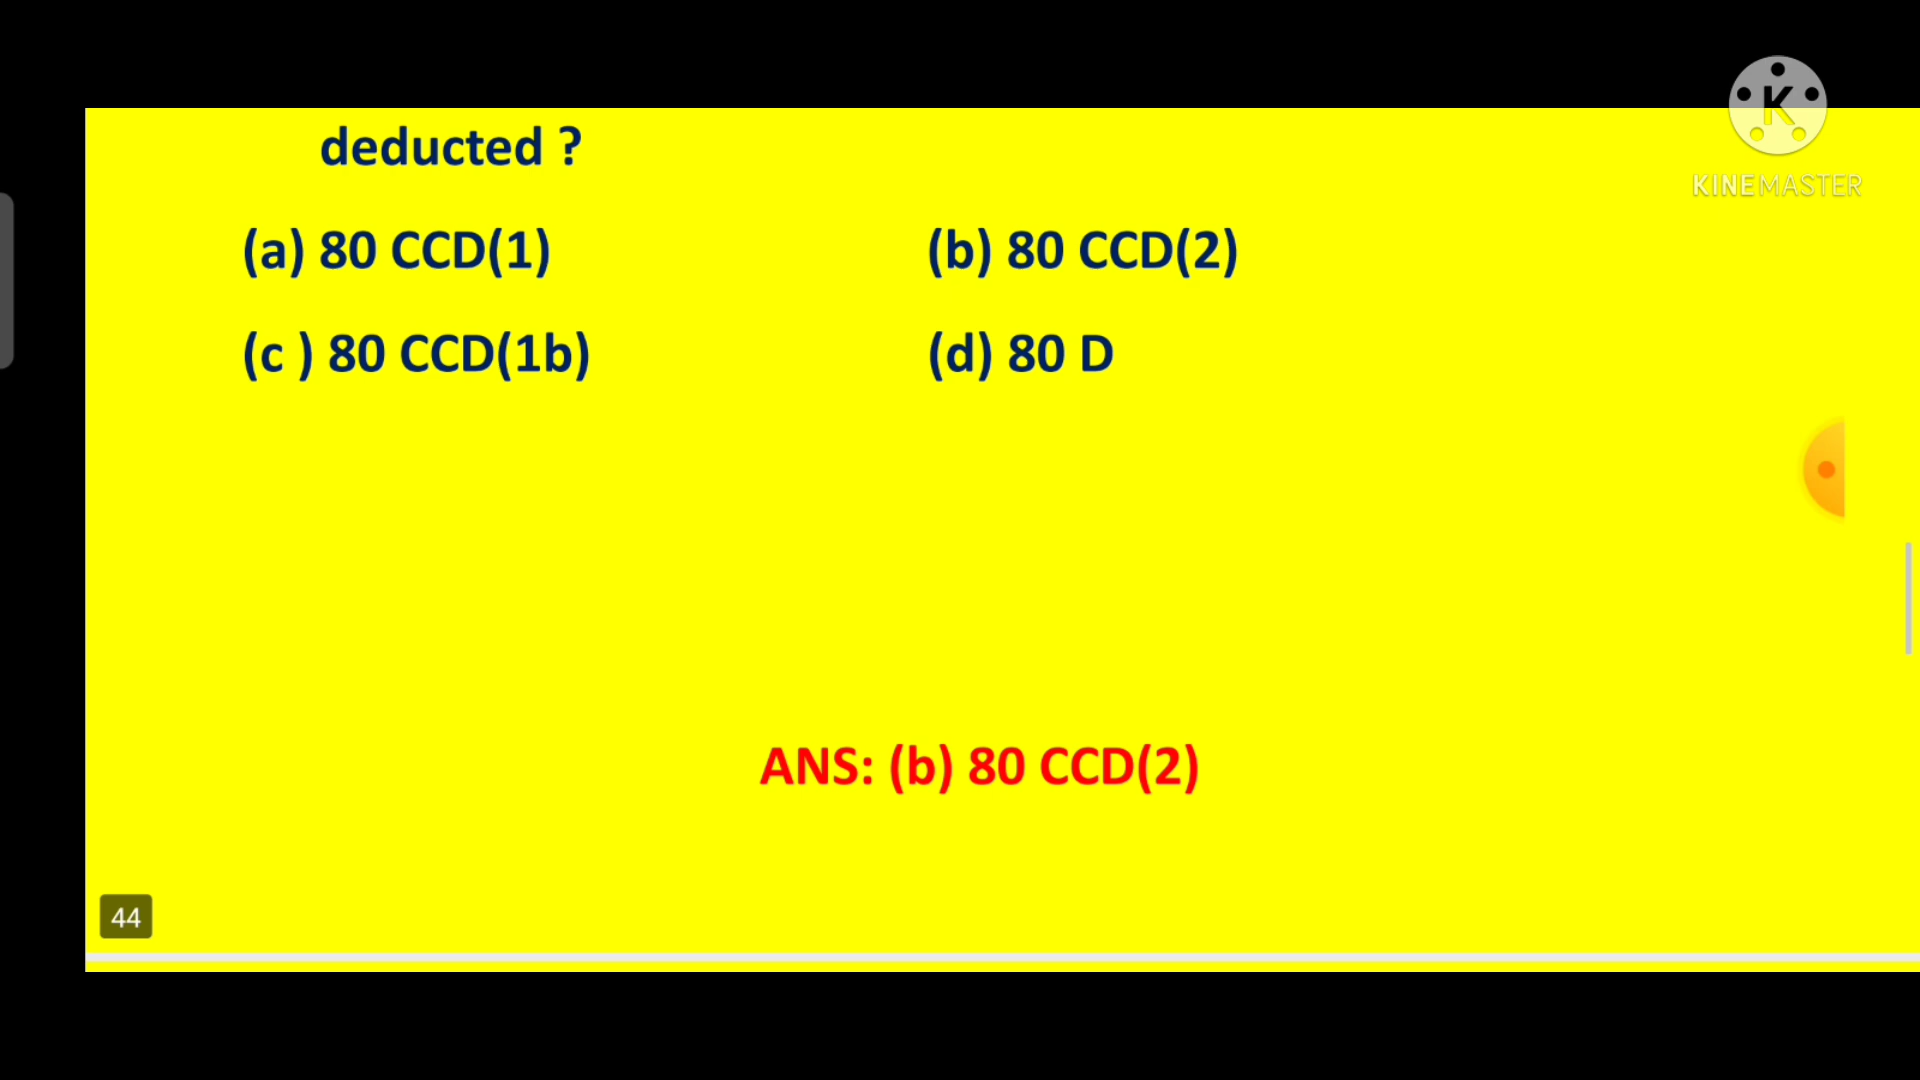 KINEMASTER
deducted ?
(a) 80 CCD(1) (b) 80 CCD(2)
(c ) 80 CCD(1b) (d) 80 D
ANS: (b) 80 CCD(2)
44